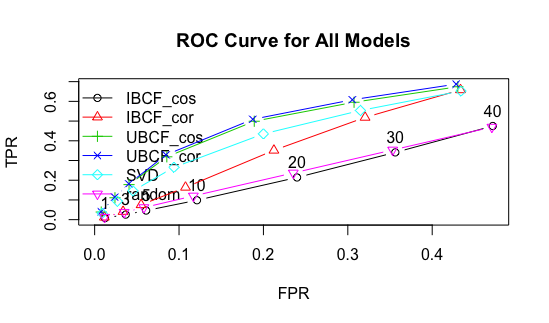 ROC Curve for All Models
TPR
0.0 0.2 0.4 0.6
IBCF_cos
IBCF_cor
UBCF_cos
UBCF_cor
SVD
random
1 3 5 10 20 30 40
0.0 0.1 0.2 0.3 0.4
FPR